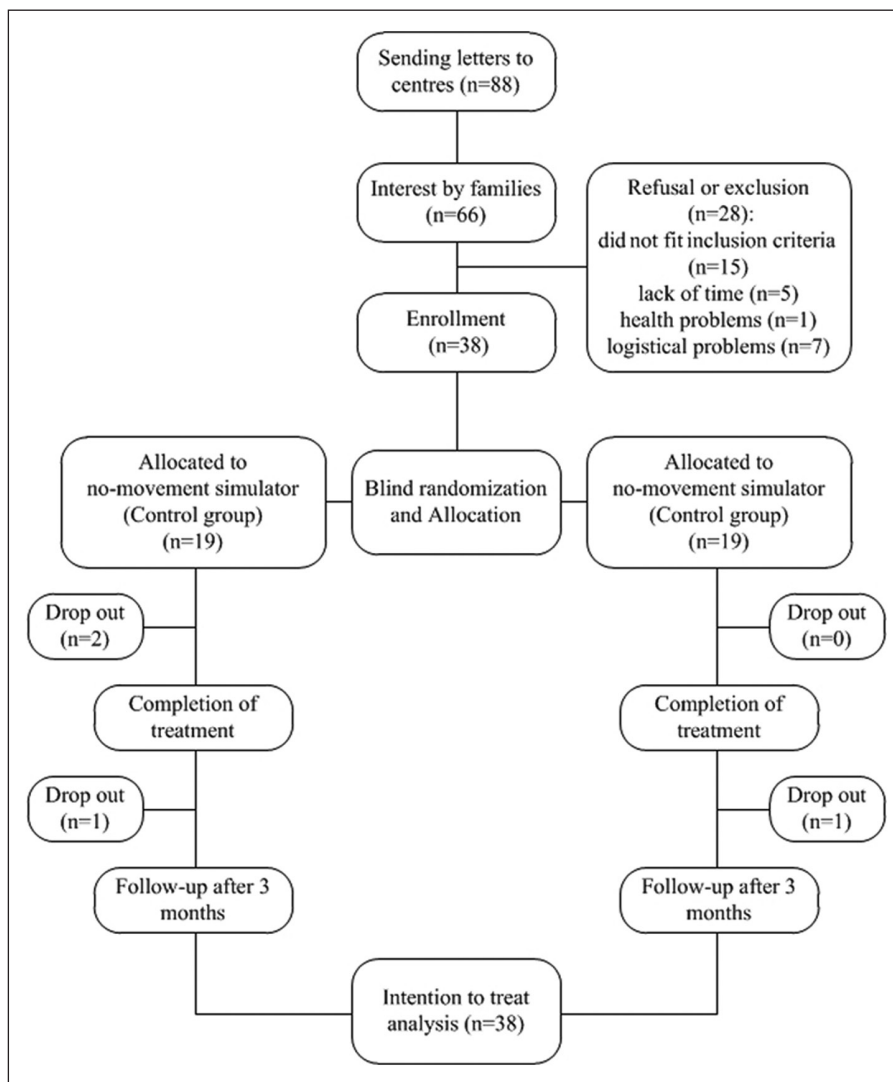 Sending letters to
centres (n=88)
Interest by families
(n=66)
Refusal or exclusion
(n=28):
did not fit inclusion criteria
(n=15)
lack of time (n=5)
health problems (n=1)
logistical problems (n=7)
Enrollment
(n=38)
Allocated to
no-movement simulator
(Control group)
(n=19)
Blind randomization
and Allocation
Allocated to
no-movement simulator
(Control group)
(n=19)
Drop out
(n=2)
Drop out
(n=0)
Completion of
treatment
Completion of
treatment
Drop out
(n=1)
Drop out
(n=1)
Follow-up after 3
months
Follow-up after 3
months
Intention to treat
analysis (n=38)